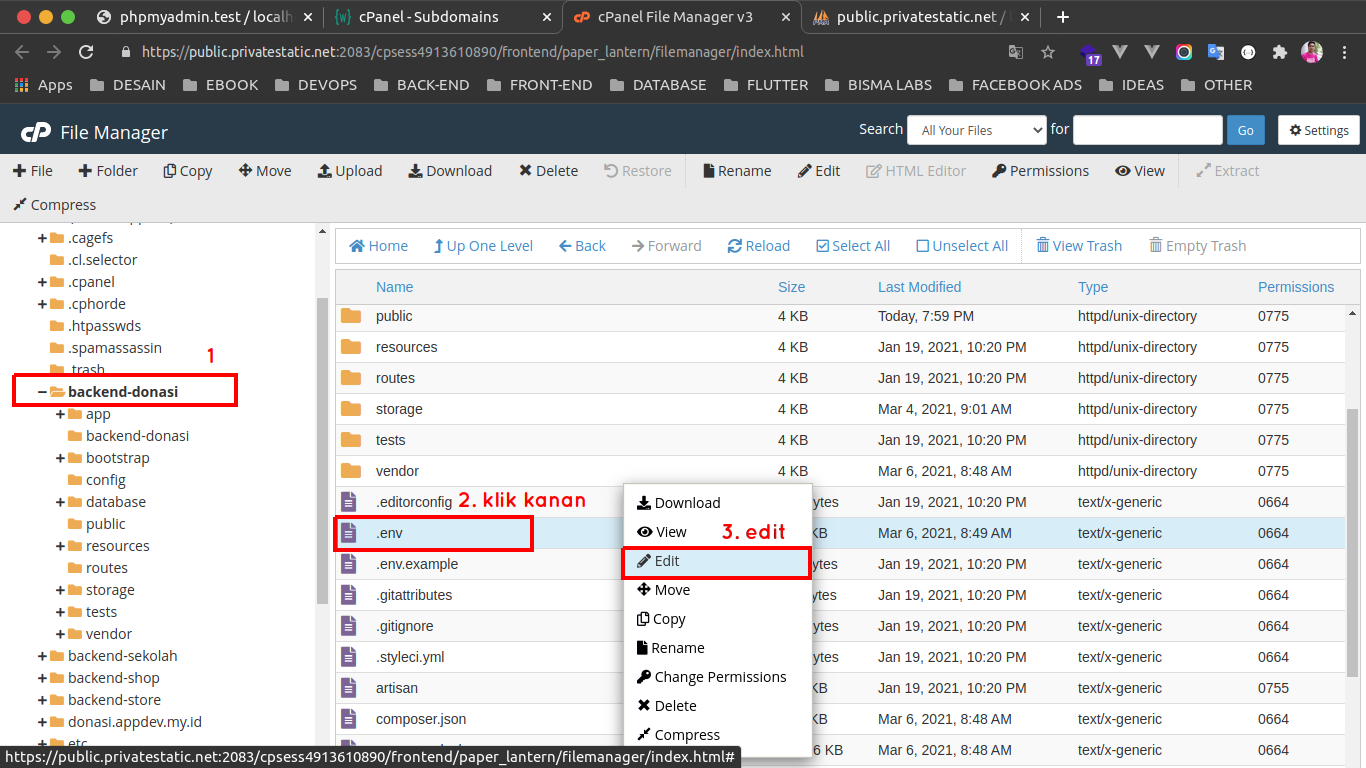 phpmyadmin.test / localh
cPanel - Subdomains
cPanel File Manager v3
public.privatestatic.net /
https://public.privatestatic.net:2083/cpsess4913610890/frontend/paper_lantern/filemanager/index.html
17
Apps
DESAIN
EBOOK
DEVOPS
BACK-END
FRONT-END
DATABASE
FLUTTER
BISMA LABS
FACEBOOK ADS
IDEAS
OTHER
cP File Manager
Search
All Your Files
for
Go
Settings
File
Folder
Copy
Move
Upload
Download
Delete
Restore
Rename
Edit
HTML Editor
Permissions
View
Extract
Compress
.cagefs
.cl.selector
.cpanel
.cphorde
.htpasswds
.spamassassin
1
.trash
backend-donasi
app
backend-donasi
bootstrap
config
database
public
resources
routes
storage
tests
vendor
backend-sekolah
backend-shop
backend-store
donasi.appdev.my.id
etc
Home
Up One Level
Back
Forward
Reload
Select All
Unselect All
View Trash
Empty Trash
Name Size Last Modified Type Permissions
public 4 KB Today, 7:59 PM httpd/unix-directory 0775
resources 4 KB Jan 19, 2021, 10:20 PM httpd/unix-directory 0775
routes 4 KB Jan 19, 2021, 10:20 PM httpd/unix-directory 0775
storage 4 KB Mar 4, 2021, 9:01 AM httpd/unix-directory 0775
tests 4 KB Jan 19, 2021, 10:20 PM httpd/unix-directory 0775
vendor 4 KB Mar 6, 2021, 8:48 AM httpd/unix-directory 0775
.editorconfig 2. klik kanan ytes Jan 19, 2021, 10:20 PM text/x-generic 0664
.env KB Mar 6, 2021, 8:49 AM text/x-generic 0664
.env.example ytes Jan 19, 2021, 10:20 PM text/x-generic 0664
.gitattributes ytes Jan 19, 2021, 10:20 PM text/x-generic 0664
.gitignore ytes Jan 19, 2021, 10:20 PM text/x-generic 0664
.styleci.yml ytes Jan 19, 2021, 10:20 PM text/x-generic 0664
artisan KB Jan 19, 2021, 10:20 PM text/x-generic 0755
composer.json KB Mar 6, 2021, 8:48 AM text/x-generic 0664
6 KB Mar 6, 2021, 8:48 AM text/x-generic 0664
Download
View
3. edit
Edit
Move
Copy
Rename
Change Permissions
Delete
Compress
https://public.privatestatic.net:2083/cpsess4913610890/frontend/paper_lantern/filemanager/index.html#